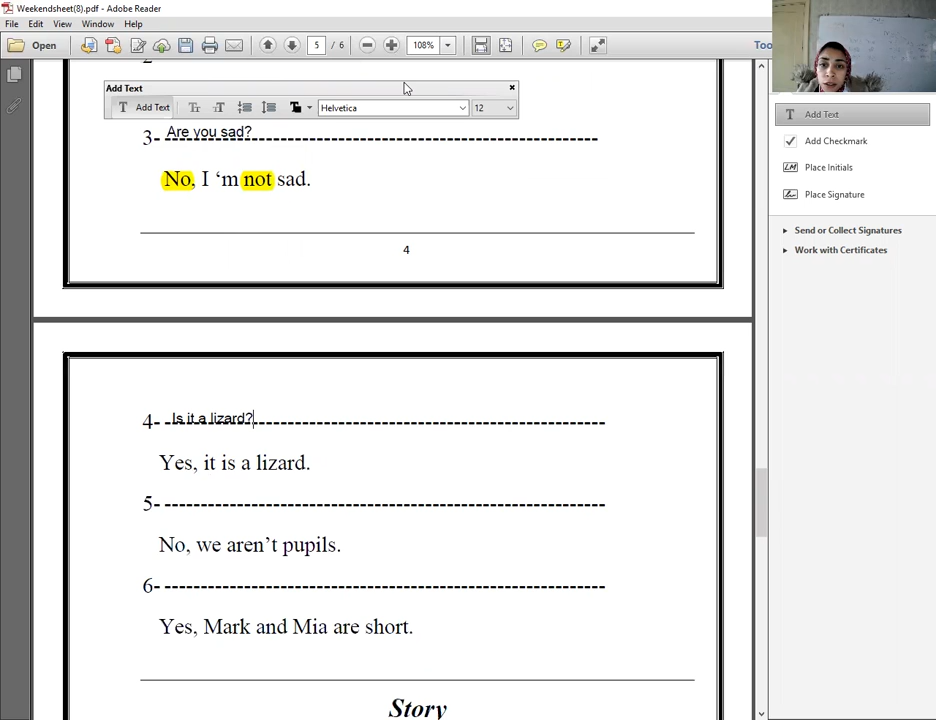 Weekendsheet(8).pdf - Adobe Reader
File Edit View Window Help
Open 5 / 6 108%
Add Text
Add Text Helvetica 12
3- Are you sad?
No, I ‘m not sad.
4
4- Is it a lizard?
Yes, it is a lizard.
5-
No, we aren’t pupils.
6-
Yes, Mark and Mia are short.
Story
Add Text
Add Checkmark
Place Initials
Place Signature
Send or Collect Signatures
Work with Certificates